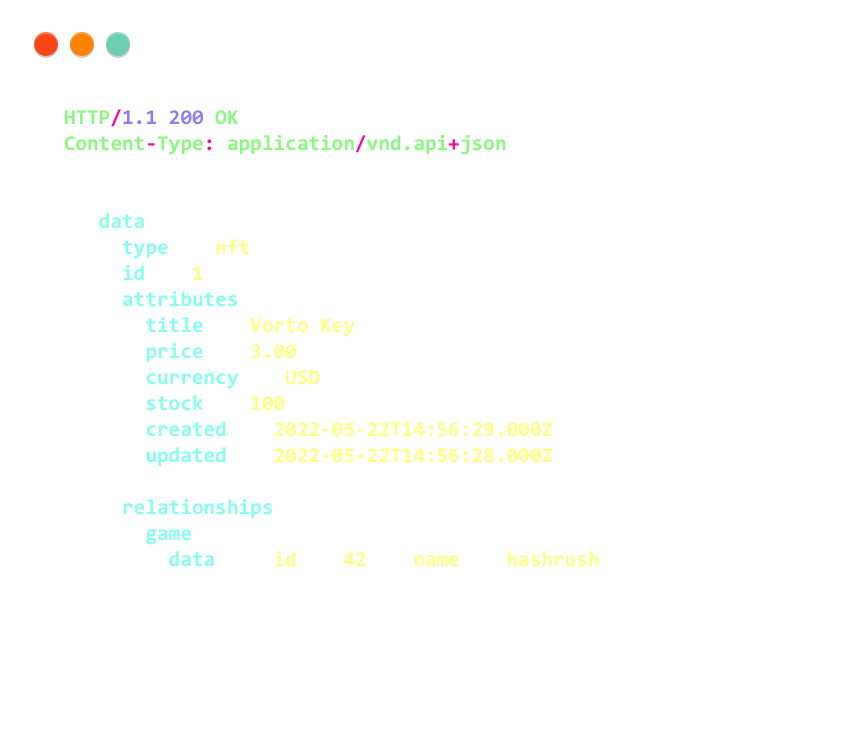 HTTP/1.1 200 OK
Content-Type: application/vnd.api+json
data
type nft
id 1
attributes
title Vorto Key
price 3.00
currency USD
stock 100
created 2022-05-22T14:56:29.000Z
updated 2022-05-22T14:56:28.000Z
relationships
game
data id 42 name hashrush